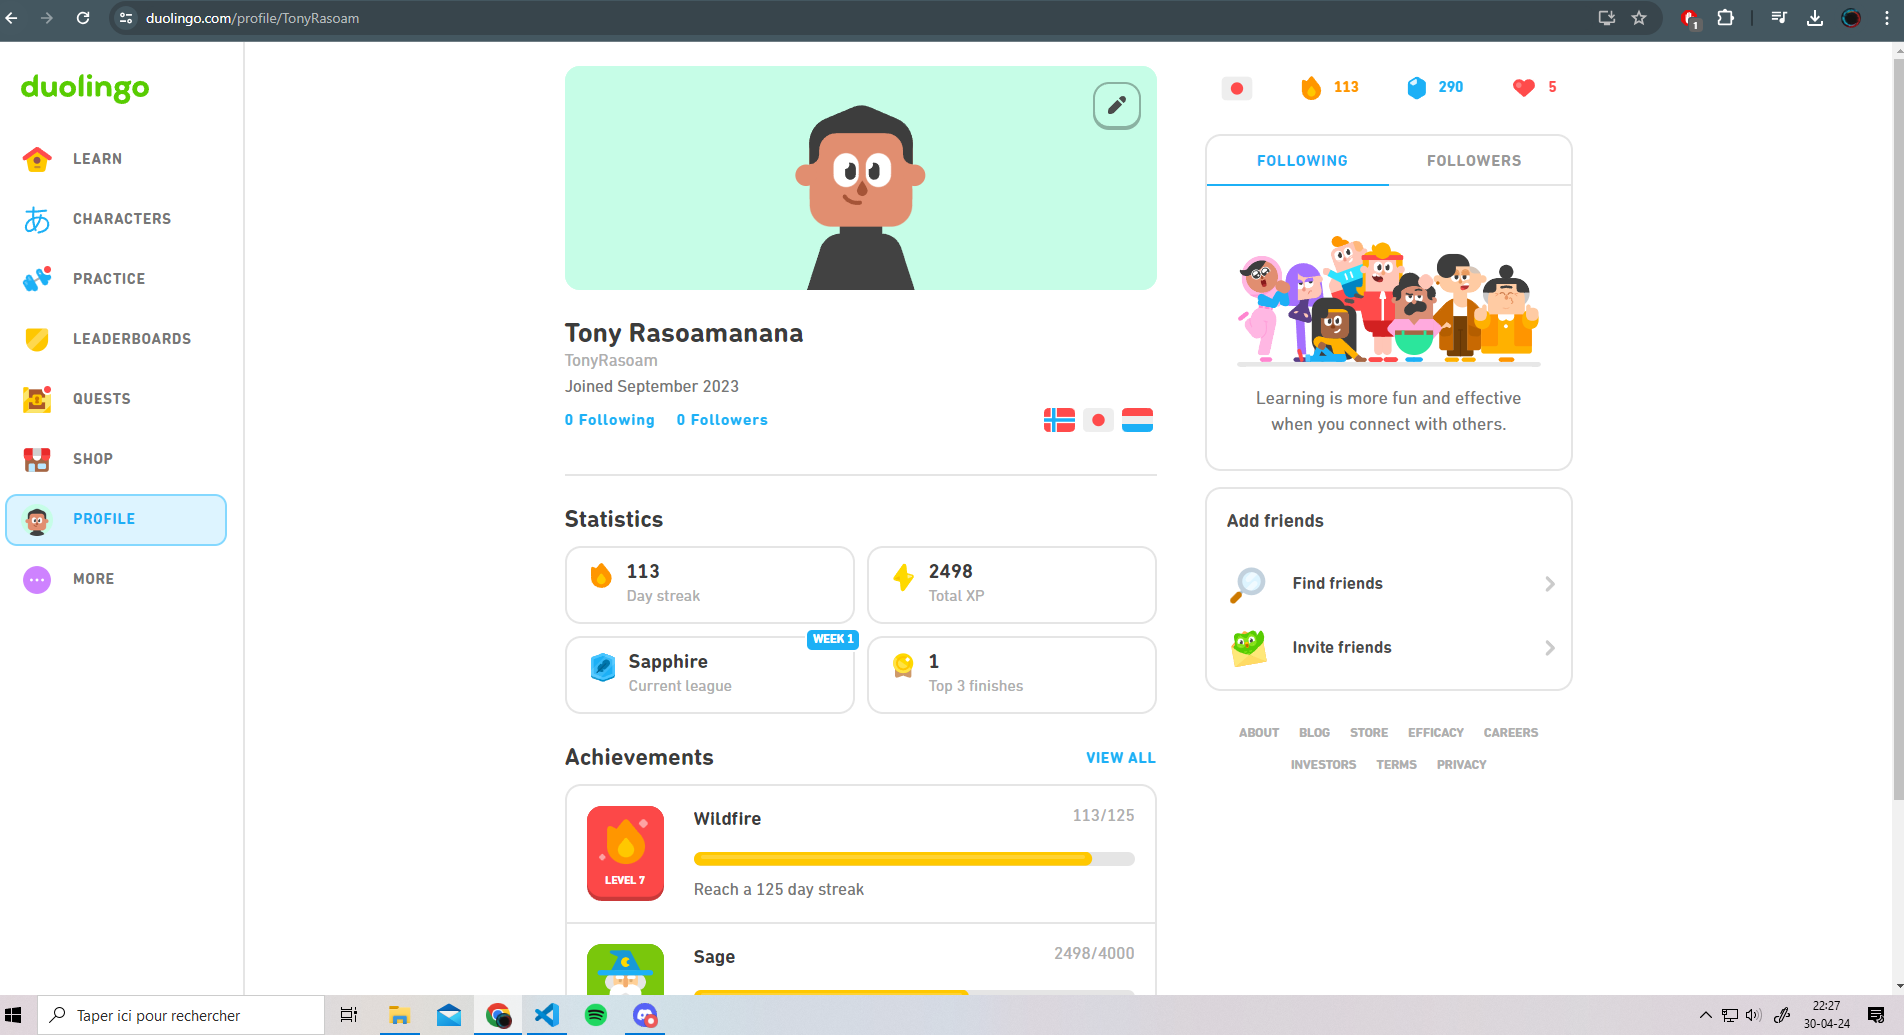 duolingo.com/profile/TonyRasoam
1
duolingo
LEARN
CHARACTERS
PRACTICE
LEADERBOARDS
QUESTS
SHOP
PROFILE
MORE
Tony Rasoamanana
TonyRasoam
Joined September 2023
0 Following 0 Followers
Statistics
113
Day streak
2498
Total XP
WEEK 1
Sapphire
Current league
1
Top 3 finishes
Achievements VIEW ALL
LEVEL 7
Wildfire 113/125
Reach a 125 day streak
Sage 2498/4000
113 290 5
FOLLOWING FOLLOWERS
Learning is more fun and effective
when you connect with others.
Add friends
Find friends
Invite friends
ABOUT BLOG STORE EFFICACY CAREERS
INVESTORS TERMS PRIVACY
あ
Taper ici pour rechercher
22:27
30-04-24